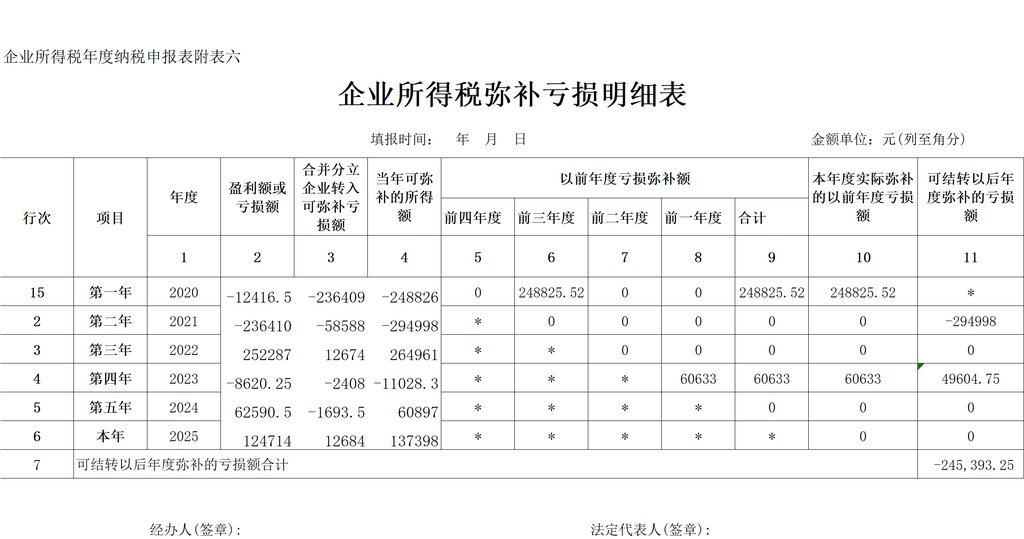 企业所得税年度纳税申报表附表六
企业所得税弥补亏损明细表
填报时间： 年 月 日 金额单位：元(列至角分)
行次 项目 年度 盈利额或亏损额 合并分立企业转入可弥补亏损额 当年可弥补的所得额 以前年度亏损弥补额 本年度实际弥补的以前年度亏损额 可结转以后年度弥补的亏损额
前四年度 前三年度 前二年度 前一年度 合计
1 2 3 4 5 6 7 8 9 10 11
15 第一年 2020 -12416.5 -236409 -248826 0 248825.52 0 0 248825.52 248825.52 *
2 第二年 2021 -236410 -58588 -294998 * 0 0 0 0 0 -294998
3 第三年 2022 252287 12674 264961 * * 0 0 0 0 0
4 第四年 2023 -8620.25 -2408 -11028.3 * * * 60633 60633 60633 49604.75
5 第五年 2024 62590.5 -1693.5 60897 * * * * 0 0 0
6 本年 2025 124714 12684 137398 * * * * * 0 0
7 可结转以后年度弥补的亏损额合计 -245,393.25
经办人(签章): 法定代表人(签章):